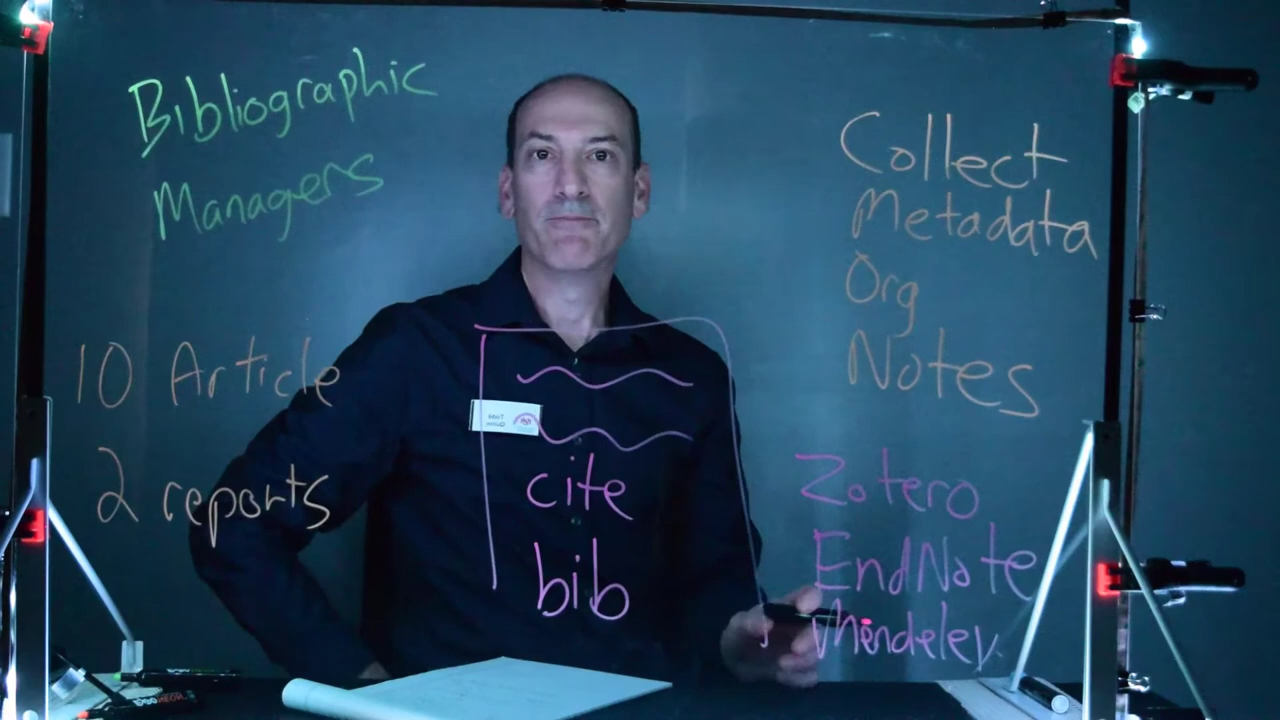 Bibliographic
Managers
10 Article
2 reports
cite
bib
Collect
Metadata
Org
Notes
Zotero
EndNote
Mendeley